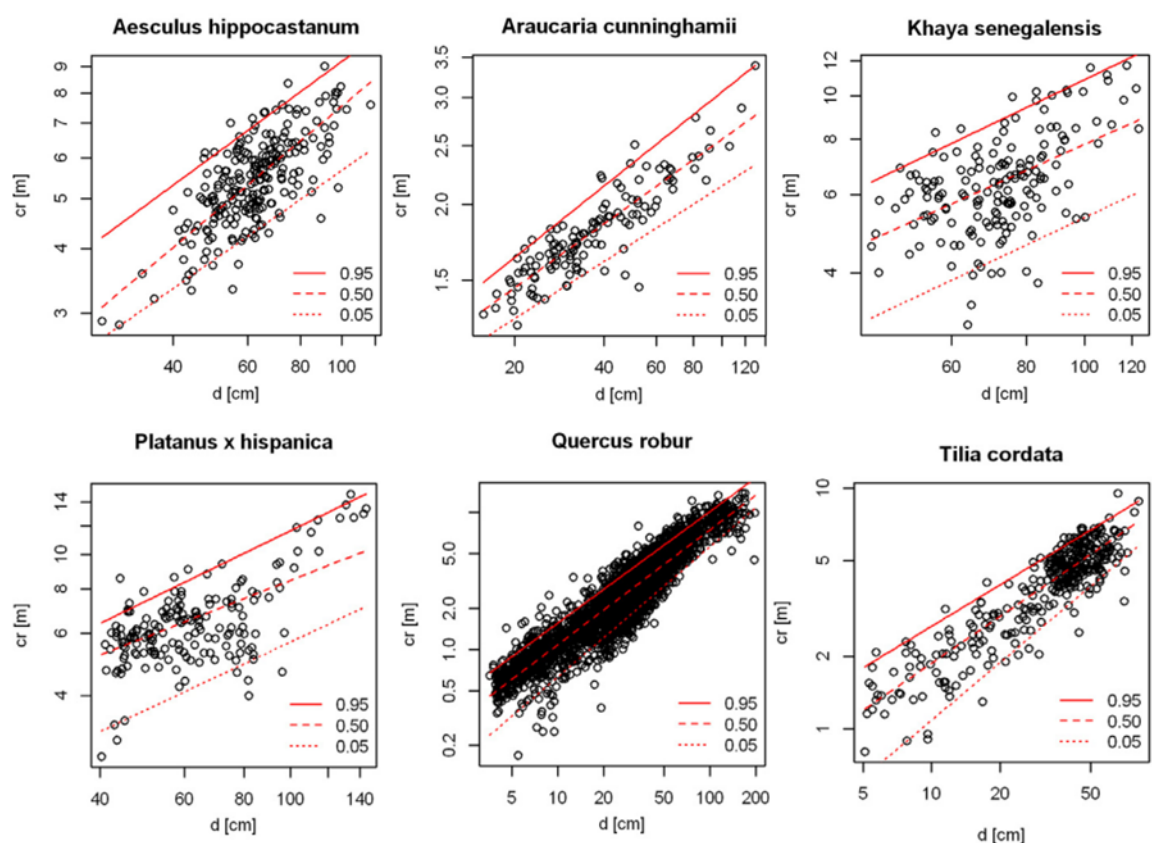 Aesculus hippocastanum
cr [m]
9
8
7
6
5
4
3
0.95
0.50
0.05
40 60 80 100
d [cm]
Araucaria cunninghamii
cr [m]
3.5
3.0
2.5
2.0
1.5
0.95
0.50
0.05
20 40 60 80 120
d [cm]
Khaya senegalensis
cr [m]
12
10
8
6
4
0.95
0.50
0.05
60 80 100 120
d [cm]
Platanus x hispanica
cr [m]
14
10
8
6
4
0.95
0.50
0.05
40 60 80 100 140
d [cm]
Quercus robur
cr [m]
5.0
2.0
1.0
0.5
0.2
0.95
0.50
0.05
5 10 20 50 100 200
d [cm]
Tilia cordata
cr [m]
10
5
2
1
0.95
0.50
0.05
5 10 20 50
d [cm]